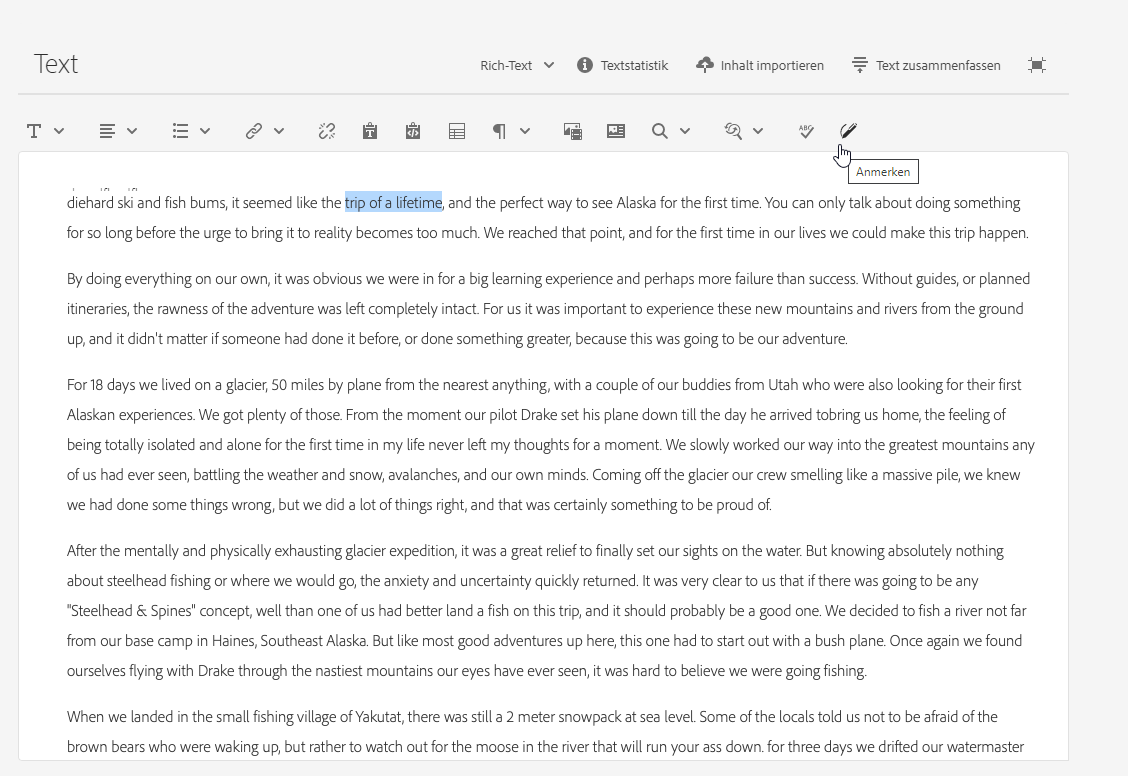 Text
Rich-Text
Textstatistik
Inhalt importieren
Text zusammenfassen
T
ABC
Anmerken
diehard ski and fish bums, it seemed like the trip of a lifetime, and the perfect way to see Alaska for the first time. You can only talk about doing something
for so long before the urge to bring it to reality becomes too much. We reached that point, and for the first time in our lives we could make this trip happen.
By doing everything on our own, it was obvious we were in for a big learning experience and perhaps more failure than success. Without guides, or planned
itineraries, the rawness of the adventure was left completely intact. For us it was important to experience these new mountains and rivers from the ground
up, and it didn't matter if someone had done it before, or done something greater, because this was going to be our adventure.
For 18 days we lived on a glacier, 50 miles by plane from the nearest anything, with a couple of our buddies from Utah who were also looking for their first
Alaskan experiences. We got plenty of those. From the moment our pilot Drake set his plane down till the day he arrived tobring us home, the feeling of
being totally isolated and alone for the first time in my life never left my thoughts for a moment. We slowly worked our way into the greatest mountains any
of us had ever seen, battling the weather and snow, avalanches, and our own minds. Coming off the glacier our crew smelling like a massive pile, we knew
we had done some things wrong, but we did a lot of things right, and that was certainly something to be proud of.
After the mentally and physically exhausting glacier expedition, it was a great relief to finally set our sights on the water. But knowing absolutely nothing
about steelhead fishing or where we would go, the anxiety and uncertainty quickly returned. It was very clear to us that if there was going to be any
"Steelhead & Spines" concept, well than one of us had better land a fish on this trip, and it should probably be a good one. We decided to fish a river not far
from our base camp in Haines, Southeast Alaska. But like most good adventures up here, this one had to start out with a bush plane. Once again we found
ourselves flying with Drake through the nastiest mountains our eyes have ever seen, it was hard to believe we were going fishing.
When we landed in the small fishing village of Yakutat, there was still a 2 meter snowpack at sea level. Some of the locals told us not to be afraid of the
brown bears who were waking up, but rather to watch out for the moose in the river that will run your ass down. for three days we drifted our watermaster